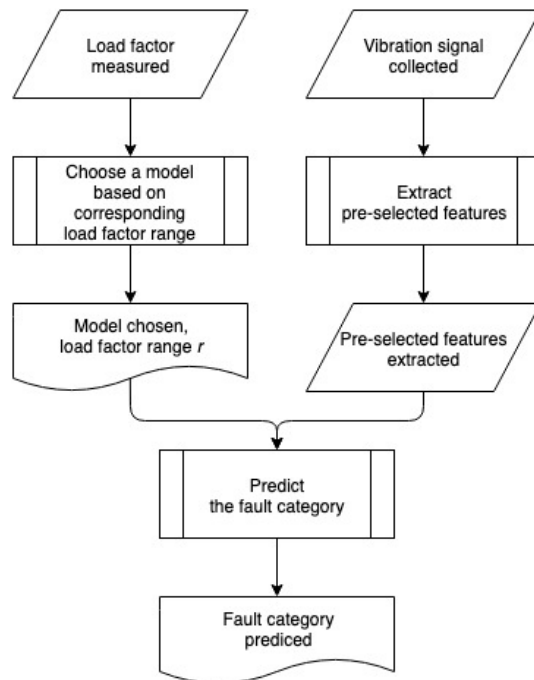 Load factor
measured
Vibration signal
collected
Choose a model
based on
corresponding
load factor range
Extract
pre-selected features
Model chosen,
load factor range r
Pre-selected features
extracted
Predict
the fault category
Fault category
prediced